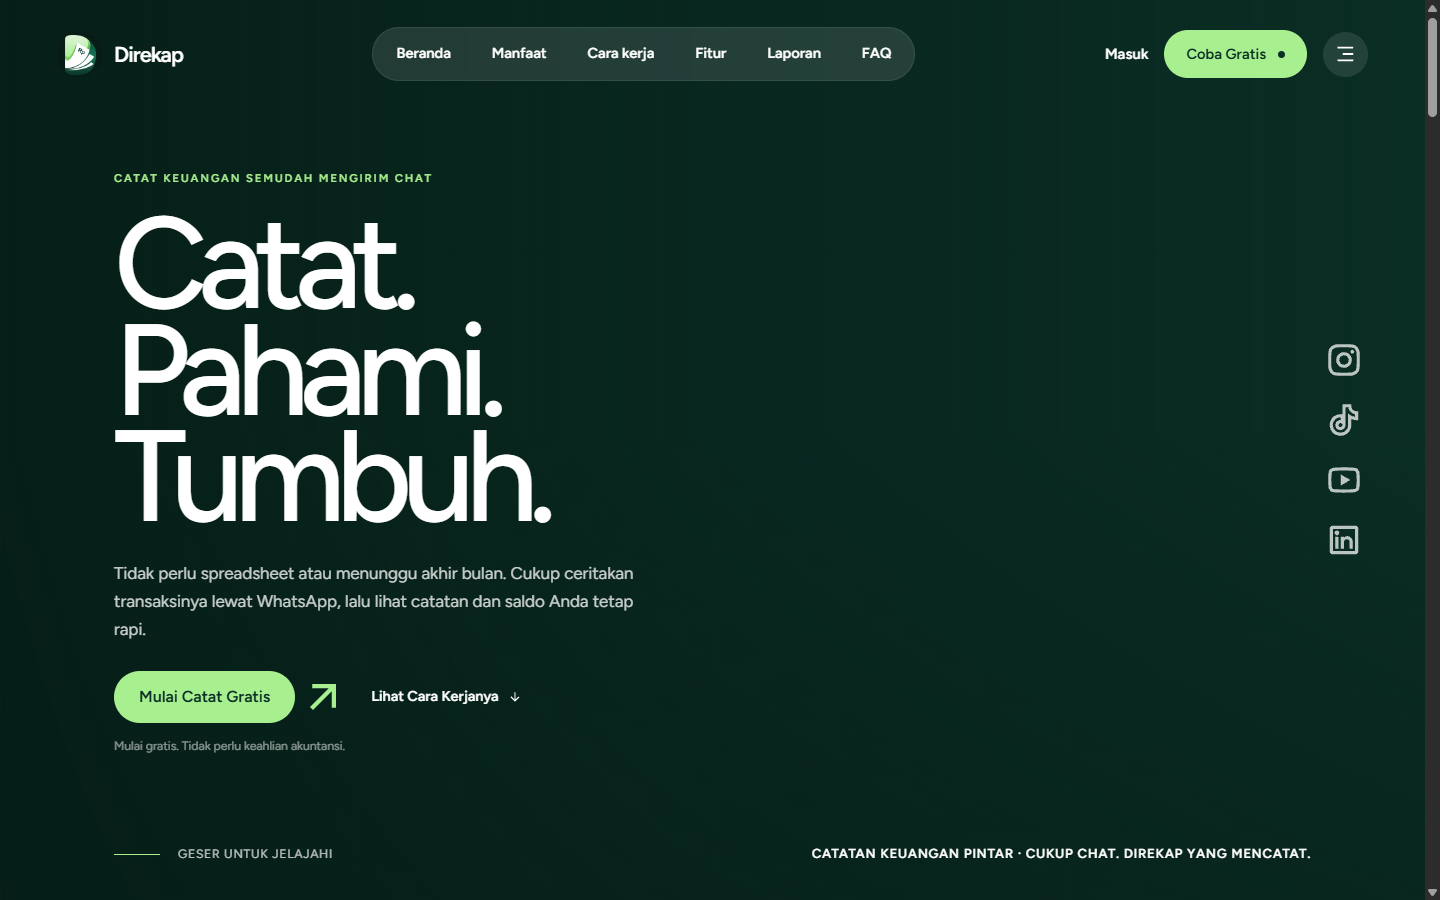 Direkap
Beranda
Manfaat
Cara kerja
Fitur
Laporan
FAQ
Masuk
Coba Gratis
CATAT KEUANGAN SEMUDAH MENGIRIM CHAT
Catat.
Pahami.
Tumbuh.
Tidak perlu spreadsheet atau menunggu akhir bulan. Cukup ceritakan
transaksinya lewat WhatsApp, lalu lihat catatan dan saldo Anda tetap
rapi.
Mulai Catat Gratis
Lihat Cara Kerjanya ↓
Mulai gratis. Tidak perlu keahlian akuntansi.
GESER UNTUK JELAJAHI
CATATAN KEUANGAN PINTAR · CUKUP CHAT. DIREKAP YANG MENCATAT.